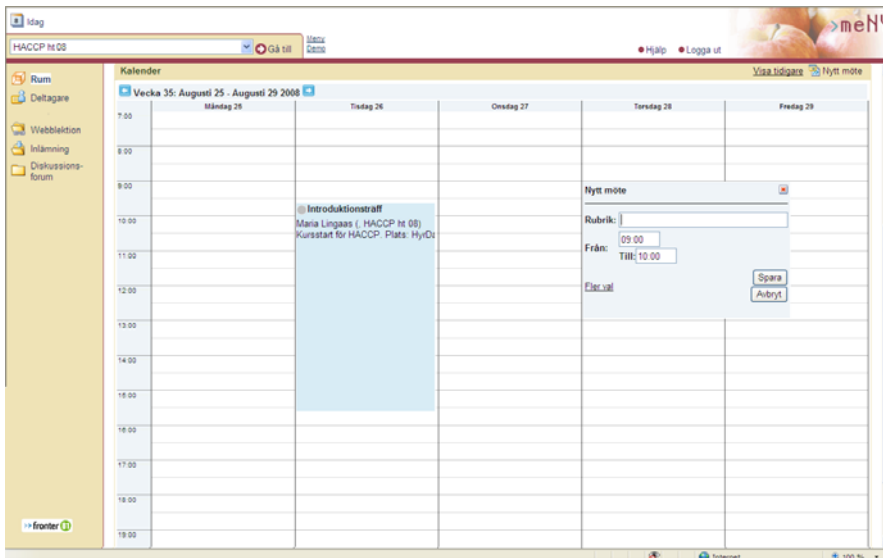 Idag
HACCP ht 08
Gå till
Meny
Demo
Hjälp
Logga ut
>meNY
Rum
Deltagare
Webblektion
Inlämning
Diskussions-
forum
Kalender
Visa tidigare
Nytt möte
Vecka 35: Augusti 25 - Augusti 29 2008
Måndag 25
Tisdag 26
Onsdag 27
Torsdag 28
Fredag 29
7:00
8:00
9:00
10:00
11:00
12:00
13:00
14:00
15:00
16:00
17:00
18:00
19:00
Introduktionsträff
Maria Lingaas (, HACCP ht 08)
Kursstart för HACCP. Plats: HyrDa
Nytt möte
Rubrik:
Från:
09:00
Till:
10:00
Fler val
Spara
Avbryt
>> fronter
Internet
100 %